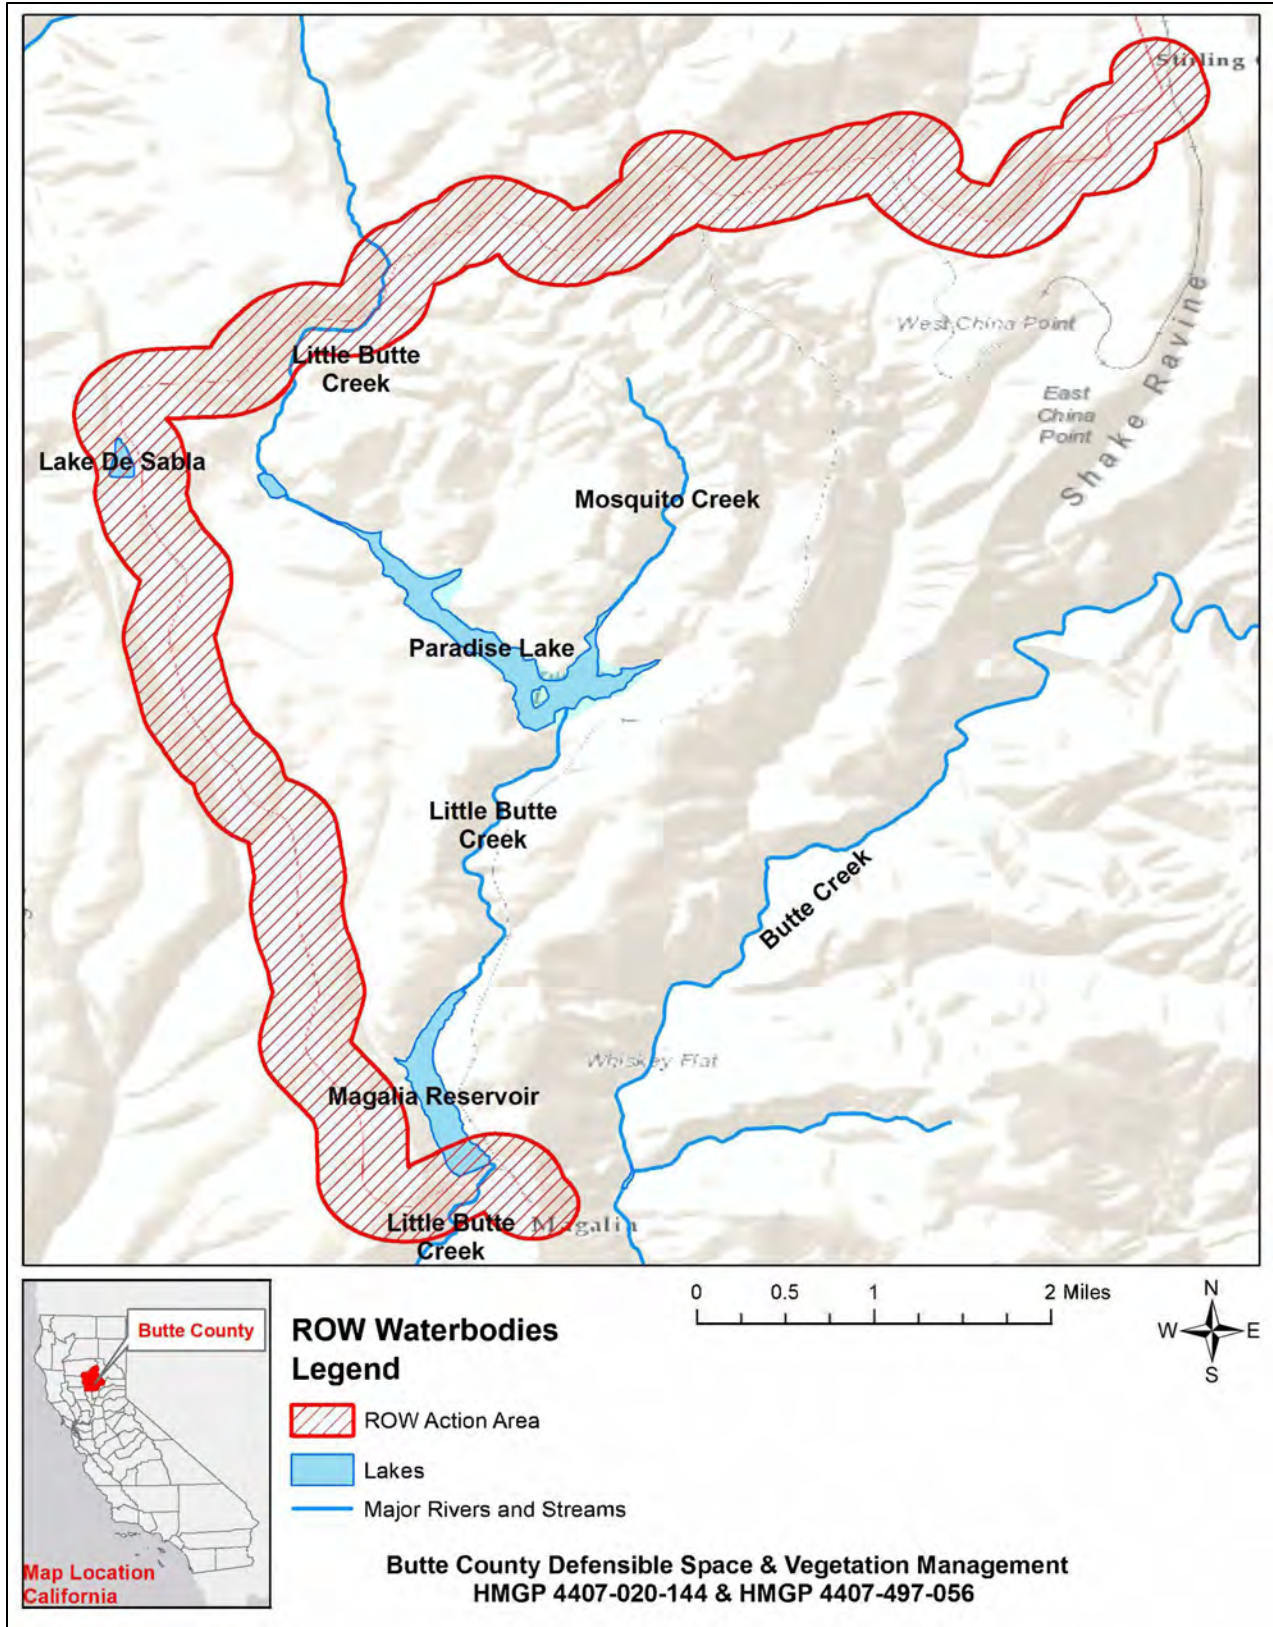 Stirling
West China Point
Little Butte
Creek
East
China
Point
Shake Ravine
Lake De Sabla
Mosquito Creek
Paradise Lake
Little Butte
Creek
Butte Creek
Whiskey Flat
Magalia Reservoir
Little Butte
Creek
Magalia
0 0.5 1 2 Miles
N
W E
S
Butte County
Map Location
California
ROW Waterbodies
Legend
ROW Action Area
Lakes
Major Rivers and Streams
Butte County Defensible Space & Vegetation Management
HMGP 4407-020-144 & HMGP 4407-497-056